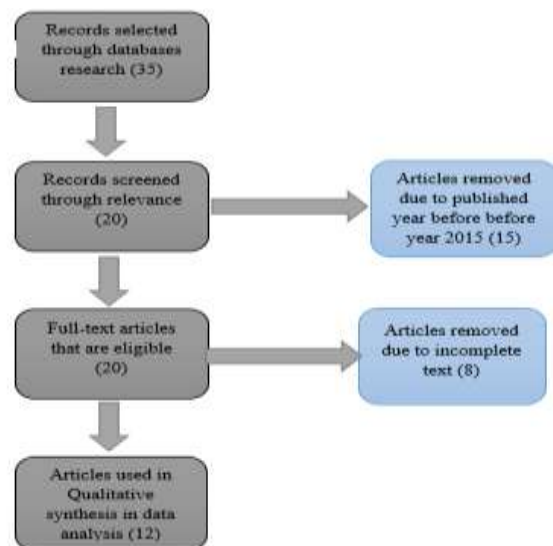 Records selected
through databases
research (35)
Records screened
through relevance
(20)
Articles removed
due to published
year before before
year 2015 (15)
Full-text articles
that are eligible
(20)
Articles removed
due to incomplete
text (8)
Articles used in
Qualitative
synthesis in data
analysis (12)